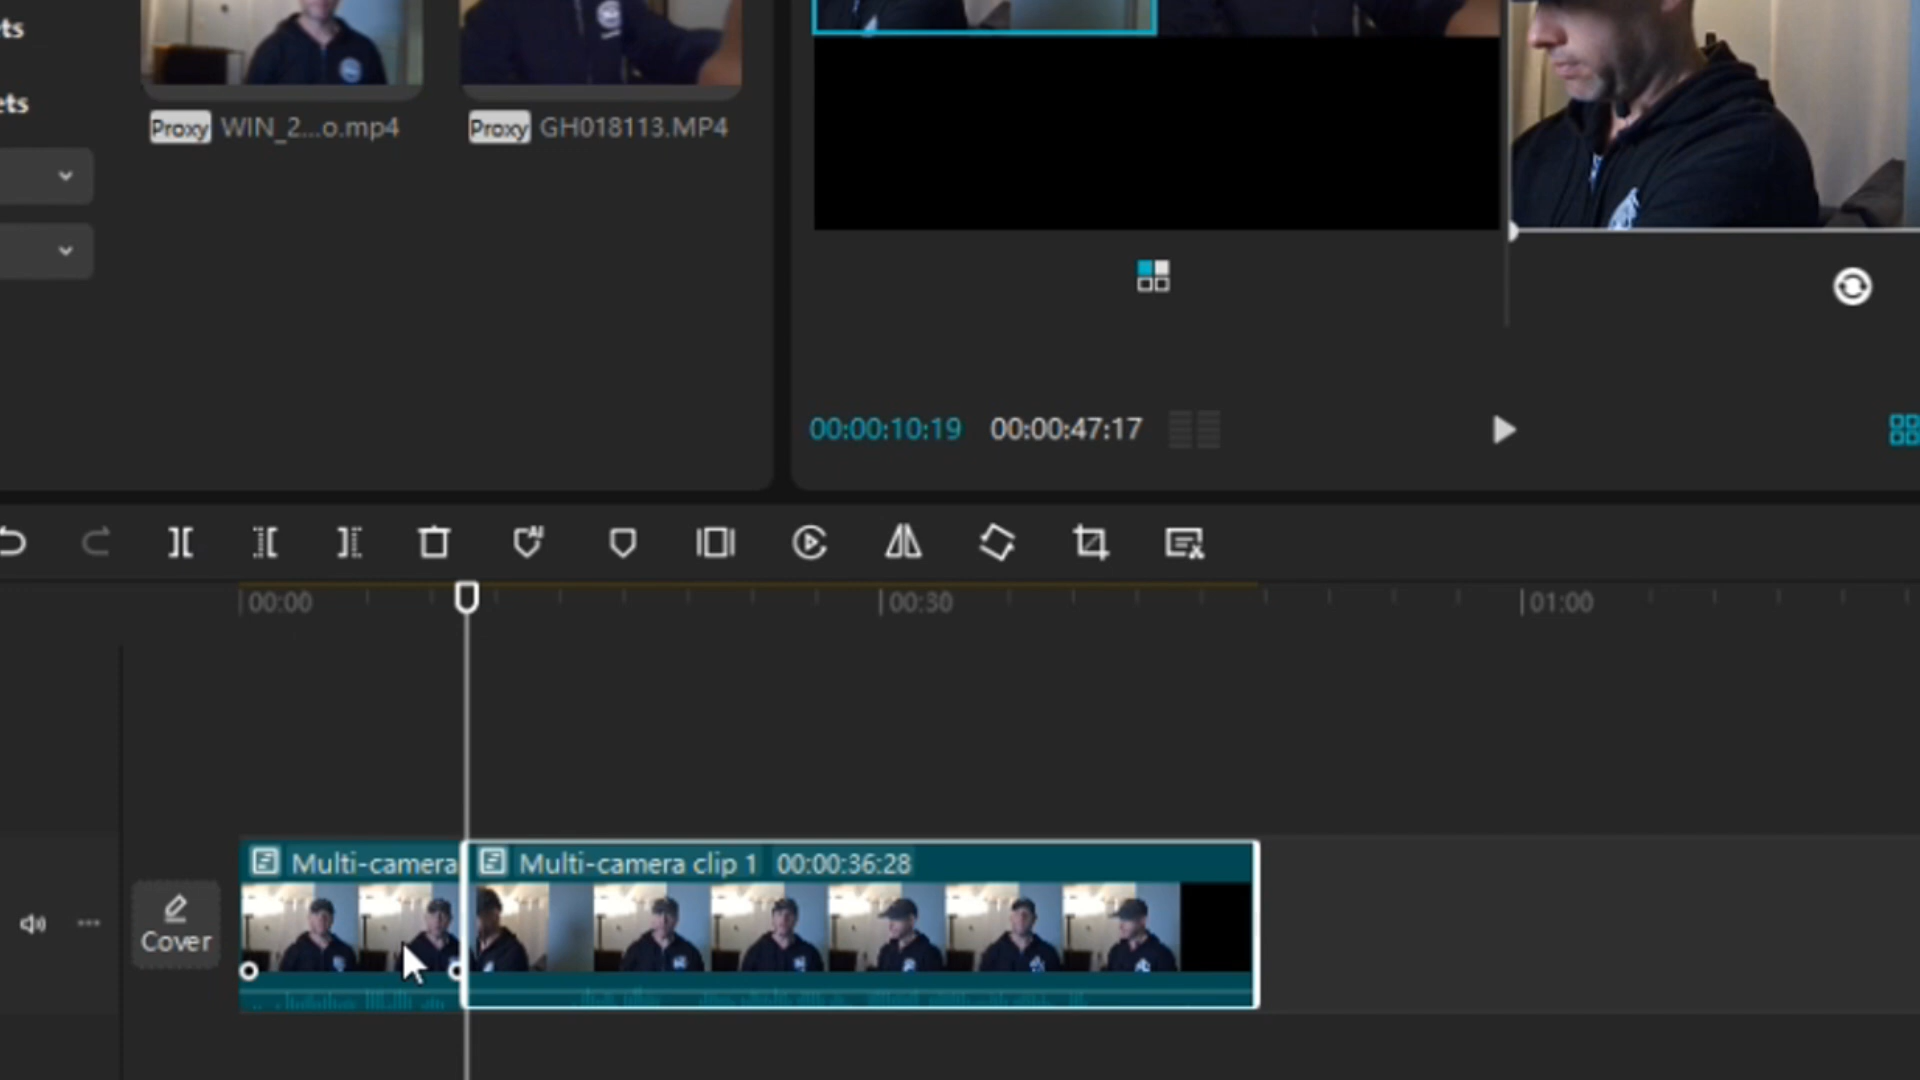 ts
ets
Proxy WIN_2...o.mp4
Proxy GH018113.MP4
00:00:10:19 00:00:47:17
AI
00:00 00:30 01:00
Multi-camera
Multi-camera clip 1 00:00:36:28
Cover